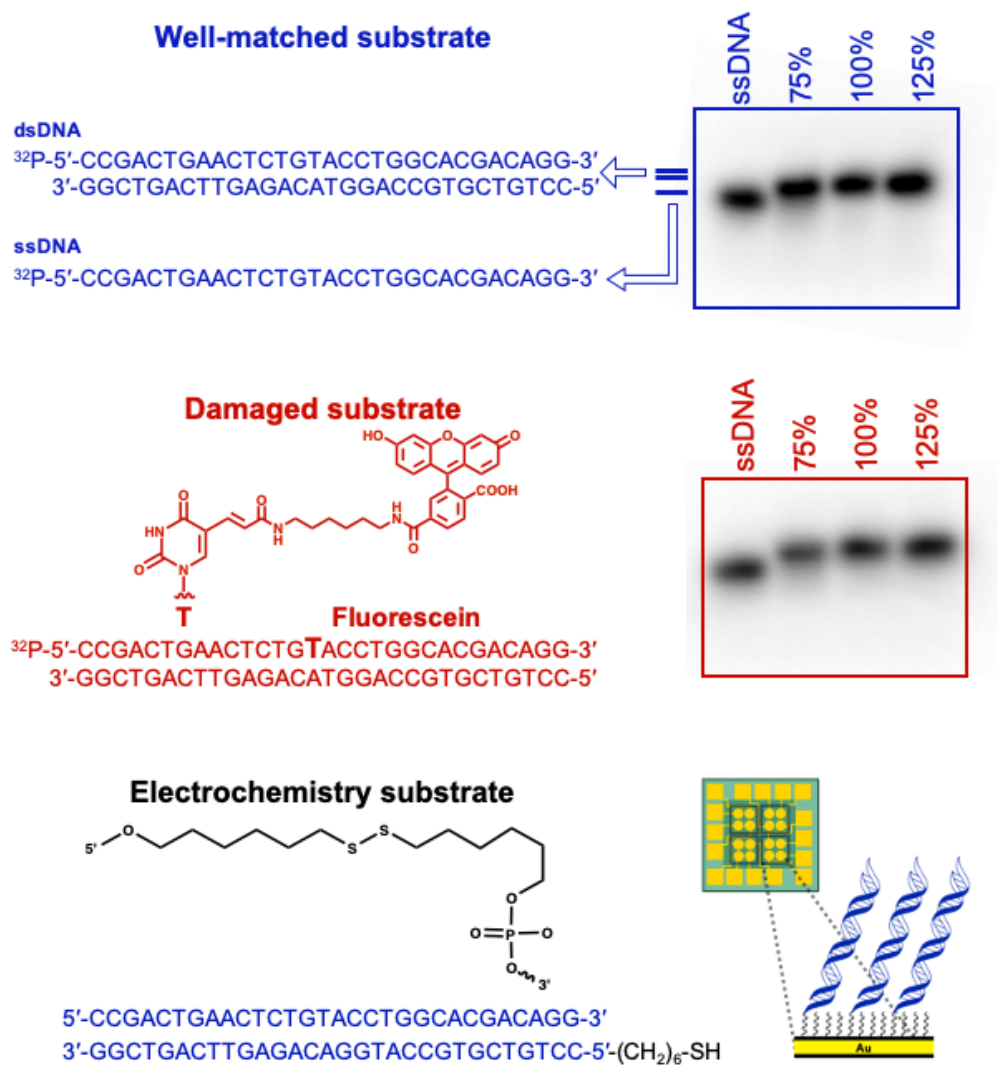 Well-matched substrate
ssDNA
75%
100%
125%
dsDNA
32P-5′-CCGACTGAACTCTGTACCTGGCACGACAGG-3′
3′-GGCTGACTTGAGACATGGACCGTGCTGTCC-5′
ssDNA
32P-5′-CCGACTGAACTCTGTACCTGGCACGACAGG-3′
Damaged substrate
ssDNA
75%
100%
125%
HO
O
O
COOH
O
O
H
N
HN
N
H
O
O
N
T
Fluorescein
32P-5′-CCGACTGAACTCTGTACCTGGCACGACAGG-3′
3′-GGCTGACTTGAGACATGGACCGTGCTGTCC-5′
Electrochemistry substrate
5′
O
S
S
O
O=P-O
O
3′
5′-CCGACTGAACTCTGTACCTGGCACGACAGG-3′
3′-GGCTGACTTGAGACAGGTACCGTGCTGTCC-5′-(CH2)6-SH
Au